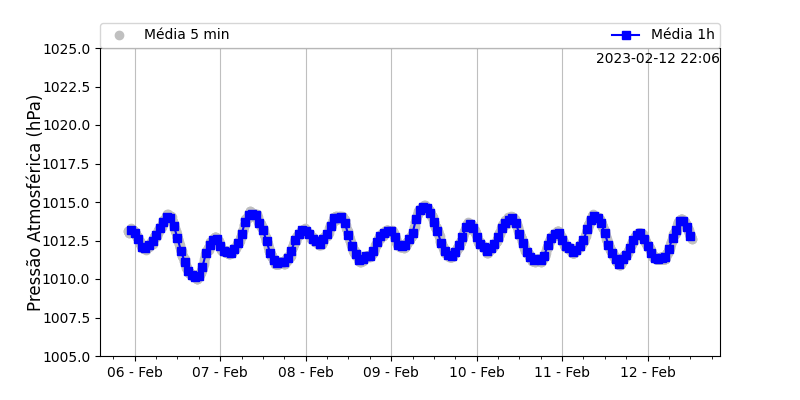 Média 5 min
Média 1h
2023-02-12 22:06
Pressão Atmosférica (hPa)
1025.0
1022.5
1020.0
1017.5
1015.0
1012.5
1010.0
1007.5
1005.0
06 - Feb
07 - Feb
08 - Feb
09 - Feb
10 - Feb
11 - Feb
12 - Feb